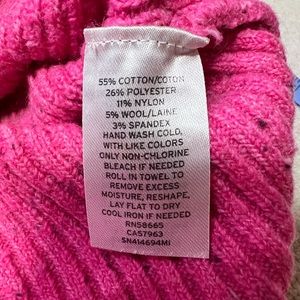 55% COTTON/COTON
26% POLYESTER
11% NYLON
5% WOOL/LAINE
3% SPANDEX
HAND WASH COLD,
WITH LIKE COLORS
ONLY NON-CHLORINE
BLEACH IF NEEDED
ROLL IN TOWEL TO
REMOVE EXCESS
MOISTURE, RESHAPE,
LAY FLAT TO DRY
COOL IRON IF NEEDED
RN58665
CA57963
SN414694MI